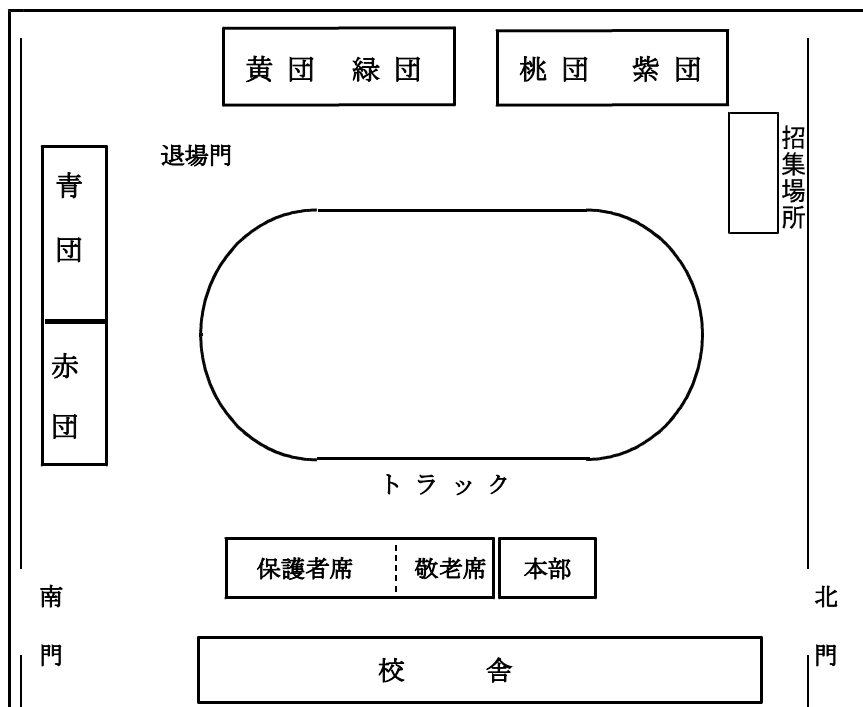 黄団 緑団
桃団 紫団
招集場所
退場門
青団
赤団
トラック
保護者席
敬老席
本部
南門
北門
校舎